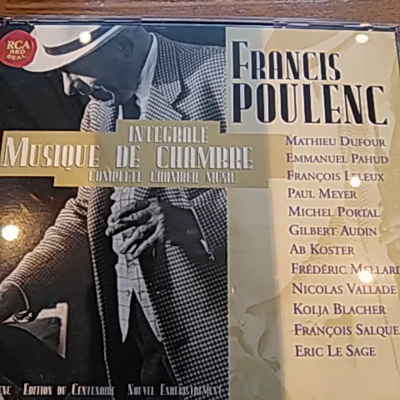 RCA
RED
SEAL
FRANCIS
POULENC
INTEGRALE
MUSIQUE DE CHAMBRE
COMPLETE CHAMBER MUSIC
MATHIEU DUFOUR
EMMANUEL PAHUD
FRANÇOIS LELEUX
PAUL MEYER
MICHEL PORTAL
GILBERT AUDIN
AB KOSTER
FRÉDÉRIC MELLARD
NICOLAS VALLADE
KOLJA BLACHER
FRANÇOIS SALQUE
ERIC LE SAGE
ENC - EDITION DU CENTENAIRE - NOUVEL ENREGISTREMENT